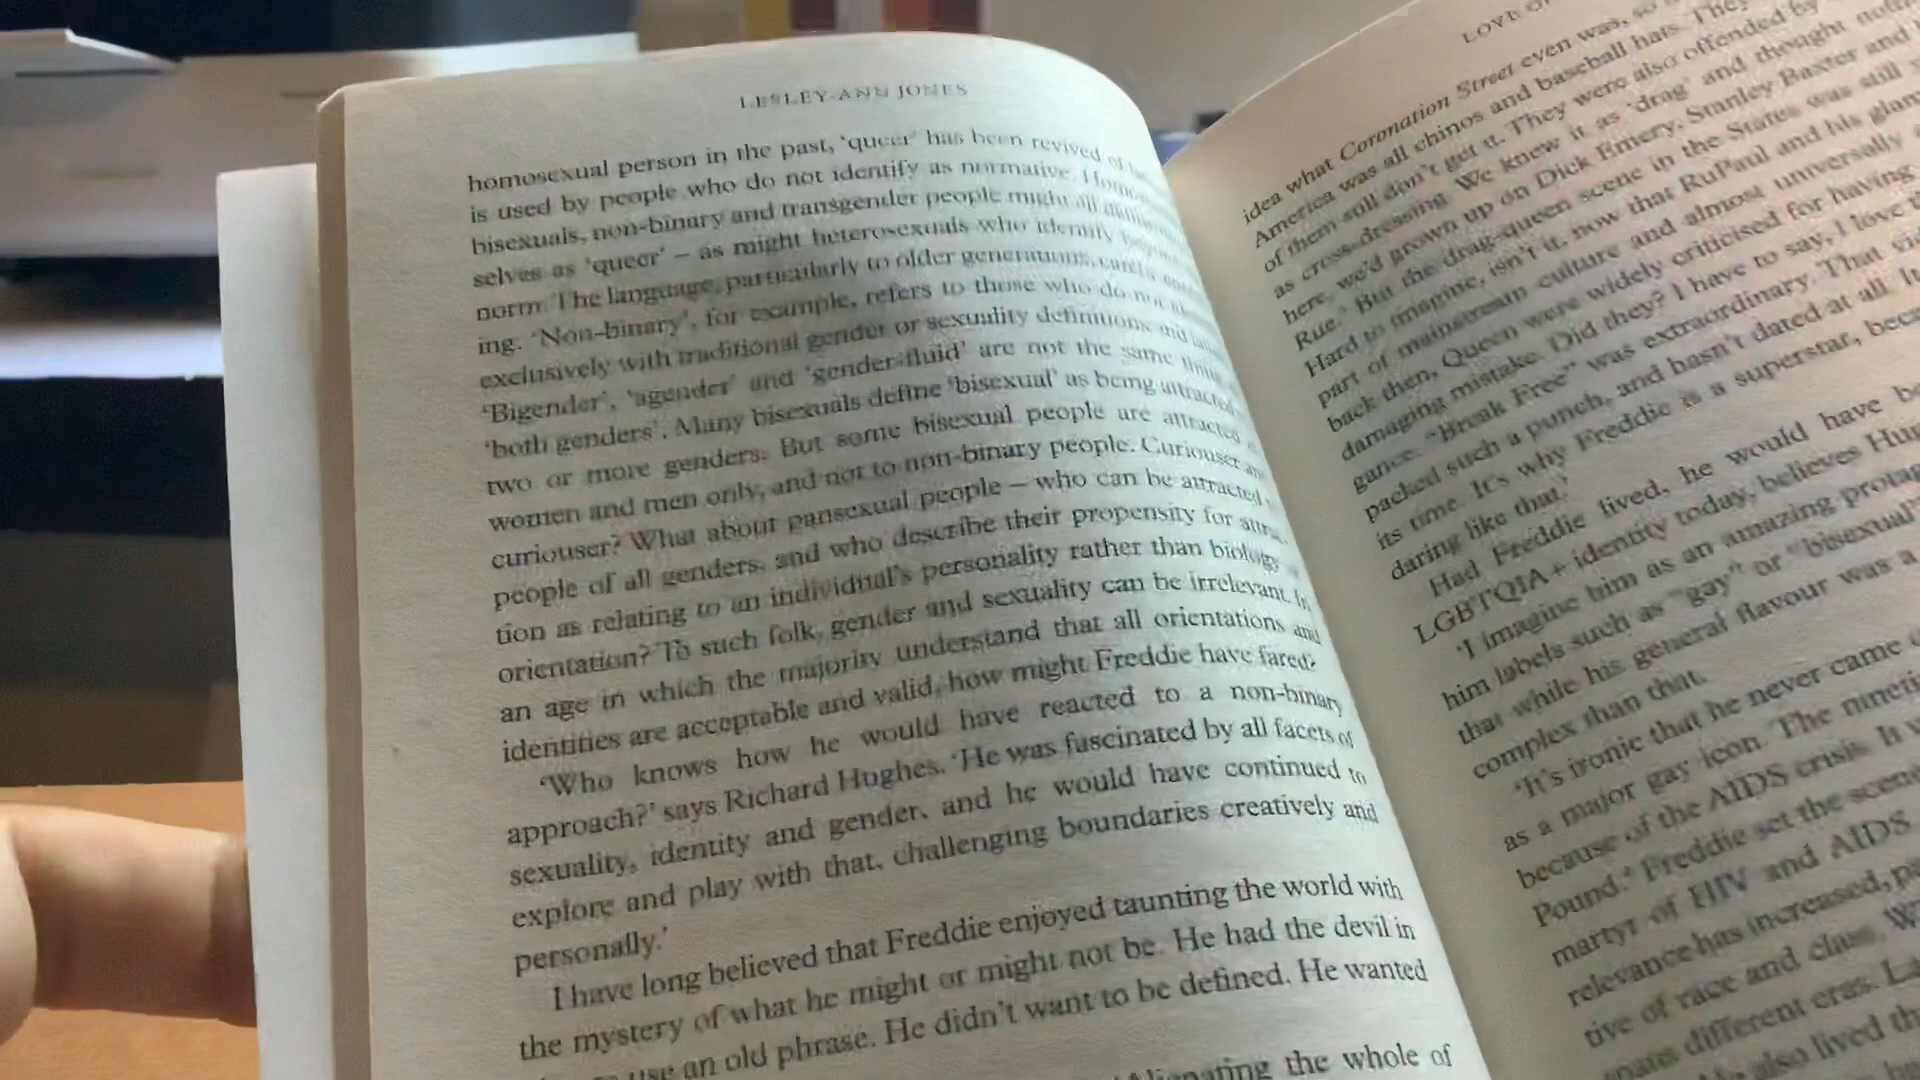 LESLEY-ANN JONES
homosexual person in the past, 'queer' has been revived of
is used by people who do not identify as normative.
bisexuals, non-binary and transgender people might all
selves as 'queer' – as might heterosexuals who identify
norm. The language, particularly to older generations,
ing. 'Non-binary', for example, refers to those who do not
exclusively with traditional gender or sexuality definitions
'Bigender', 'agender' and 'gender-fluid' are not the same thing
'both genders'. Many bisexuals define 'bisexual' as being attracted
two or more genders. But some bisexual people are attracted
women and men only, and not to non-binary people. Curiouser
curiouser? What about pansexual people – who can be attracted
people of all genders, and who describe their propensity for
tion as relating to an individual's personality rather than biology
orientation? To such folk, gender and sexuality can be irrelevant. In
an age in which the majority understand that all orientations and
identities are acceptable and valid, how might Freddie have fared?
'Who knows how he would have reacted to a non-binary
approach?' says Richard Hughes. 'He was fascinated by all facets of
sexuality, identity and gender, and he would have continued to
explore and play with that, challenging boundaries creatively and
personally.'
I have long believed that Freddie enjoyed taunting the world with
the mystery of what he might or might not be. He had the devil in
use an old phrase. He didn't want to be defined. He wanted
the whole of
LOVE
idea what Coronation Street even was,
America was all chinos and baseball hats. They
of them still don't get it. They were also offended by
as cross-dressing. We knew it as 'drag' and thought
here, we'd grown up on Dick Emery, Stanley Baxter and
Rue." But the drag-queen scene in the States was still
Hard to imagine, isn't it, now that RuPaul and his
part of mainstream culture and almost universally
back then, Queen were widely criticised for having
damaging mistake. Did they? I have to say, I love
gance. "Break Free" was extraordinary. That
packed such a punch, and hasn't dated at all. It
its time. It's why Freddie is a superstar,
daring like that.'
Had Freddie lived, he would have
LGBTQIA+ identity today, believes
'I imagine him as an amazing
him labels such as "gay" or "bisexual"
that while his general flavour was a
complex than that.
'It's ironic that he never came
as a major gay icon. The
because of the AIDS crisis. It
Pound." Freddie set the
martyr of HIV and AIDS
relevance has increased,
tive of race and class.
spans different eras.
also lived